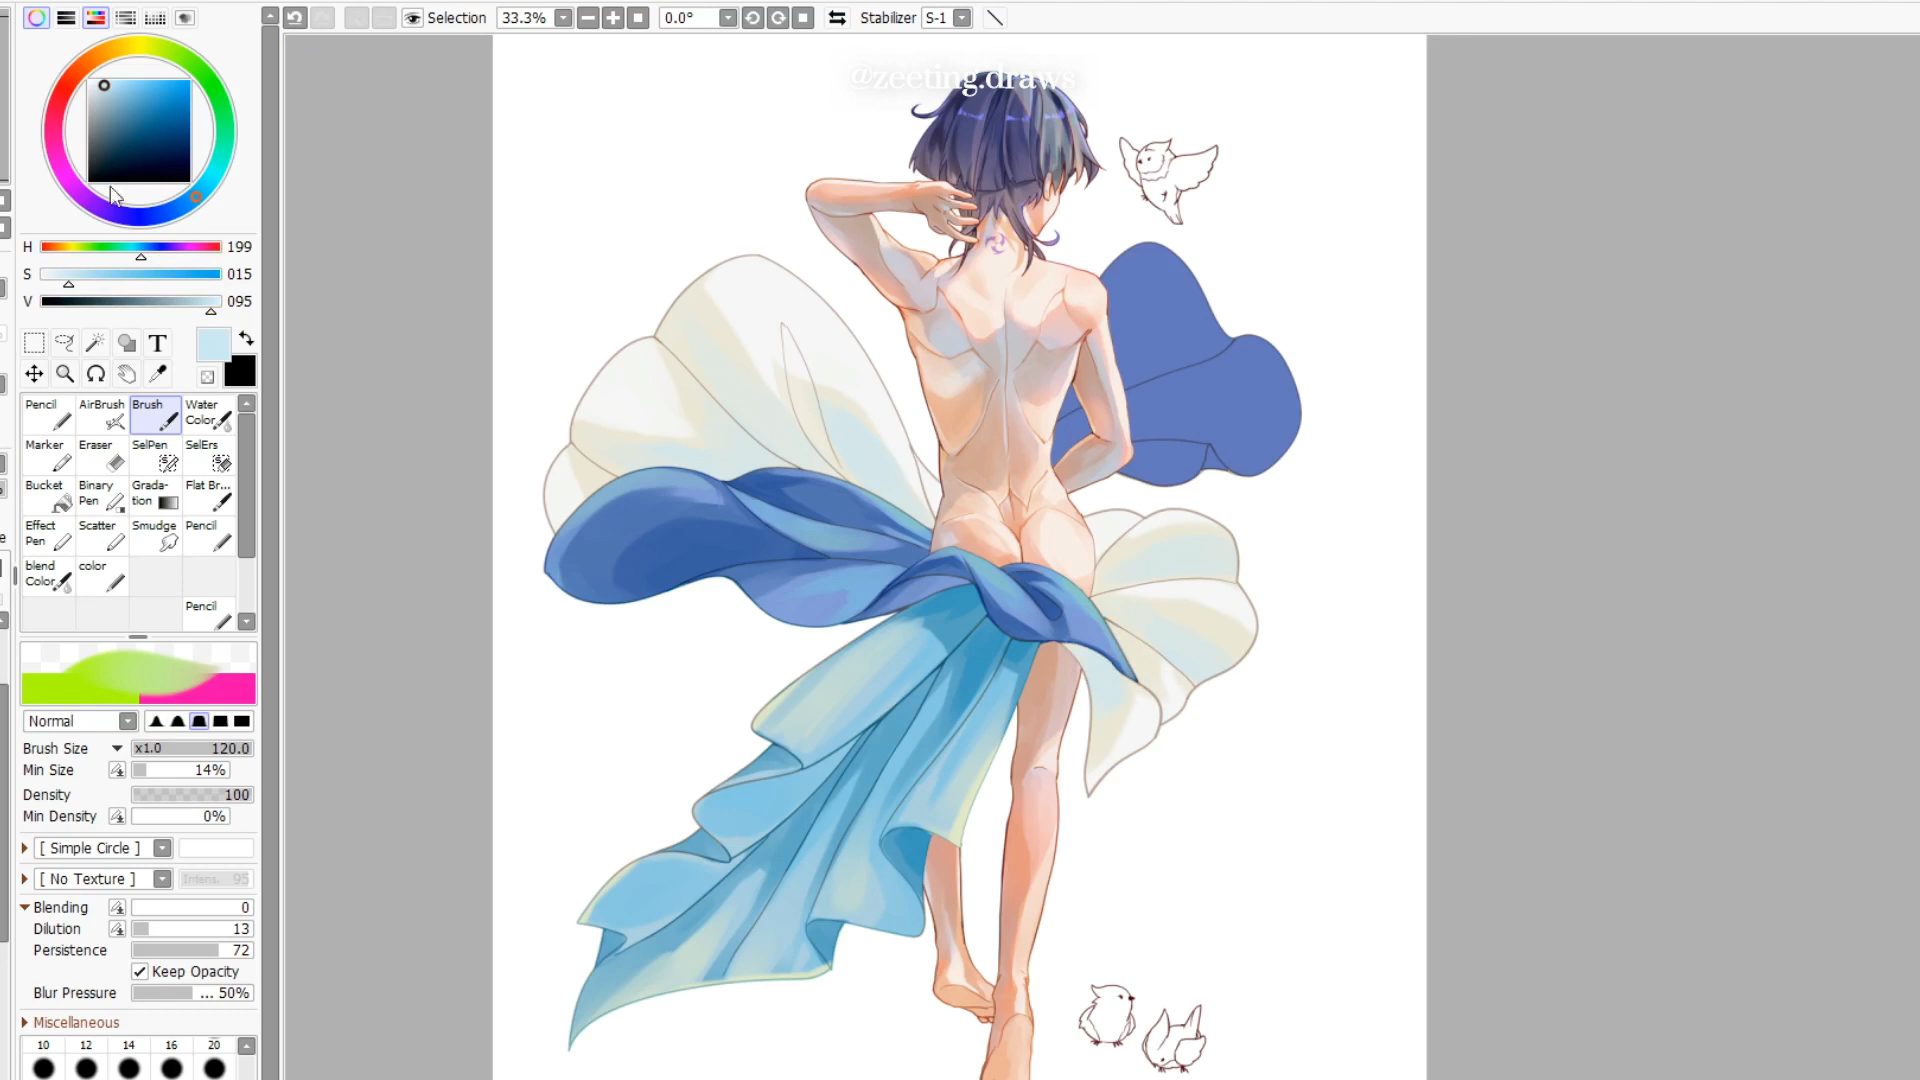 Selection 33.3% 0.0° Stabilizer S-1
@zeeting.draws
H 199
S 015
V 095
T
Pencil AirBrush Brush Water Color
Marker Eraser SelPen SelErs
Bucket Binary Pen Grada-tion Flat Br...
Effect Pen Scatter Smudge Pencil
blend Color color
Pencil
Normal
Brush Size x1.0 120.0
Min Size 14%
Density 100
Min Density 0%
[ Simple Circle ]
[ No Texture ] Intens. 95
Blending 0
Dilution 13
Persistence 72
Keep Opacity
Blur Pressure ... 50%
Miscellaneous
10 12 14 16 20